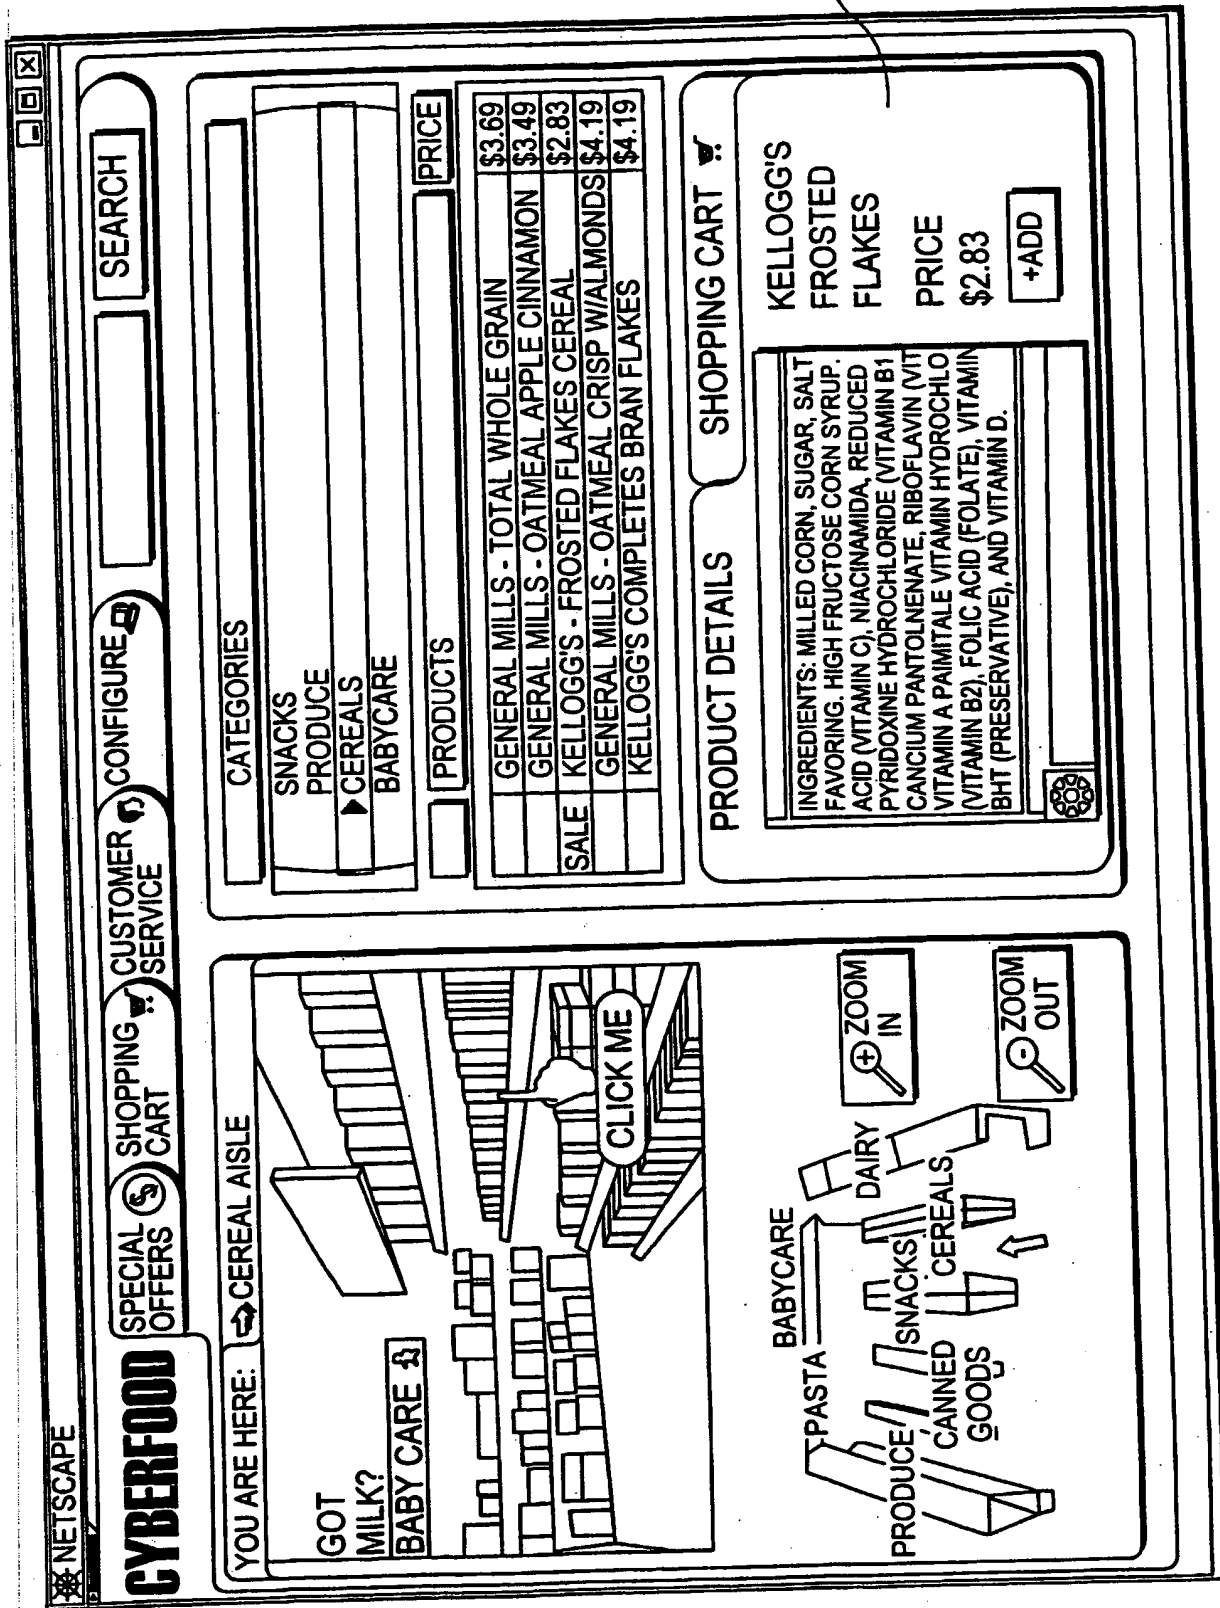 NETSCAPE
CYBERFOOD
SPECIAL OFFERS
SHOPPING CART
CUSTOMER SERVICE
CONFIGURE
SEARCH
YOU ARE HERE:
CEREAL AISLE
GOT
MILK?
BABY CARE
CLICK ME
BABYCARE
PASTA
DAIRY
PRODUCE
CANNED
GOODS
SNACKS
CEREALS
ZOOM
IN
ZOOM
OUT
CATEGORIES
SNACKS
PRODUCE
CEREALS
BABYCARE
PRODUCTS PRICE
GENERAL MILLS - TOTAL WHOLE GRAIN $3.69
GENERAL MILLS - OATMEAL APPLE CINNAMON $3.49
SALE KELLOGG'S - FROSTED FLAKES CEREAL $2.83
GENERAL MILLS - OATMEAL CRISP W/ALMONDS $4.19
KELLOGG'S COMPLETES BRAN FLAKES $4.19
PRODUCT DETAILS SHOPPING CART
INGREDIENTS: MILLED CORN, SUGAR, SALT
FAVORING. HIGH FRUCTOSE CORN SYRUP.
ACID (VITAMIN C), NIACINAMIDA, REDUCED
PYRIDOXINE HYDROCHLORIDE (VITAMIN B1
CANCIUM PANTOLNENATE, RIBOFLAVIN (VIT
VITAMIN A PAIMITALE VITAMIN HYDROCHLO
(VITAMIN B2), FOLIC ACID (FOLATE), VITAMIN
BHT (PRESERVATIVE), AND VITAMIN D.
KELLOGG'S
FROSTED
FLAKES
PRICE
$2.83
+ADD